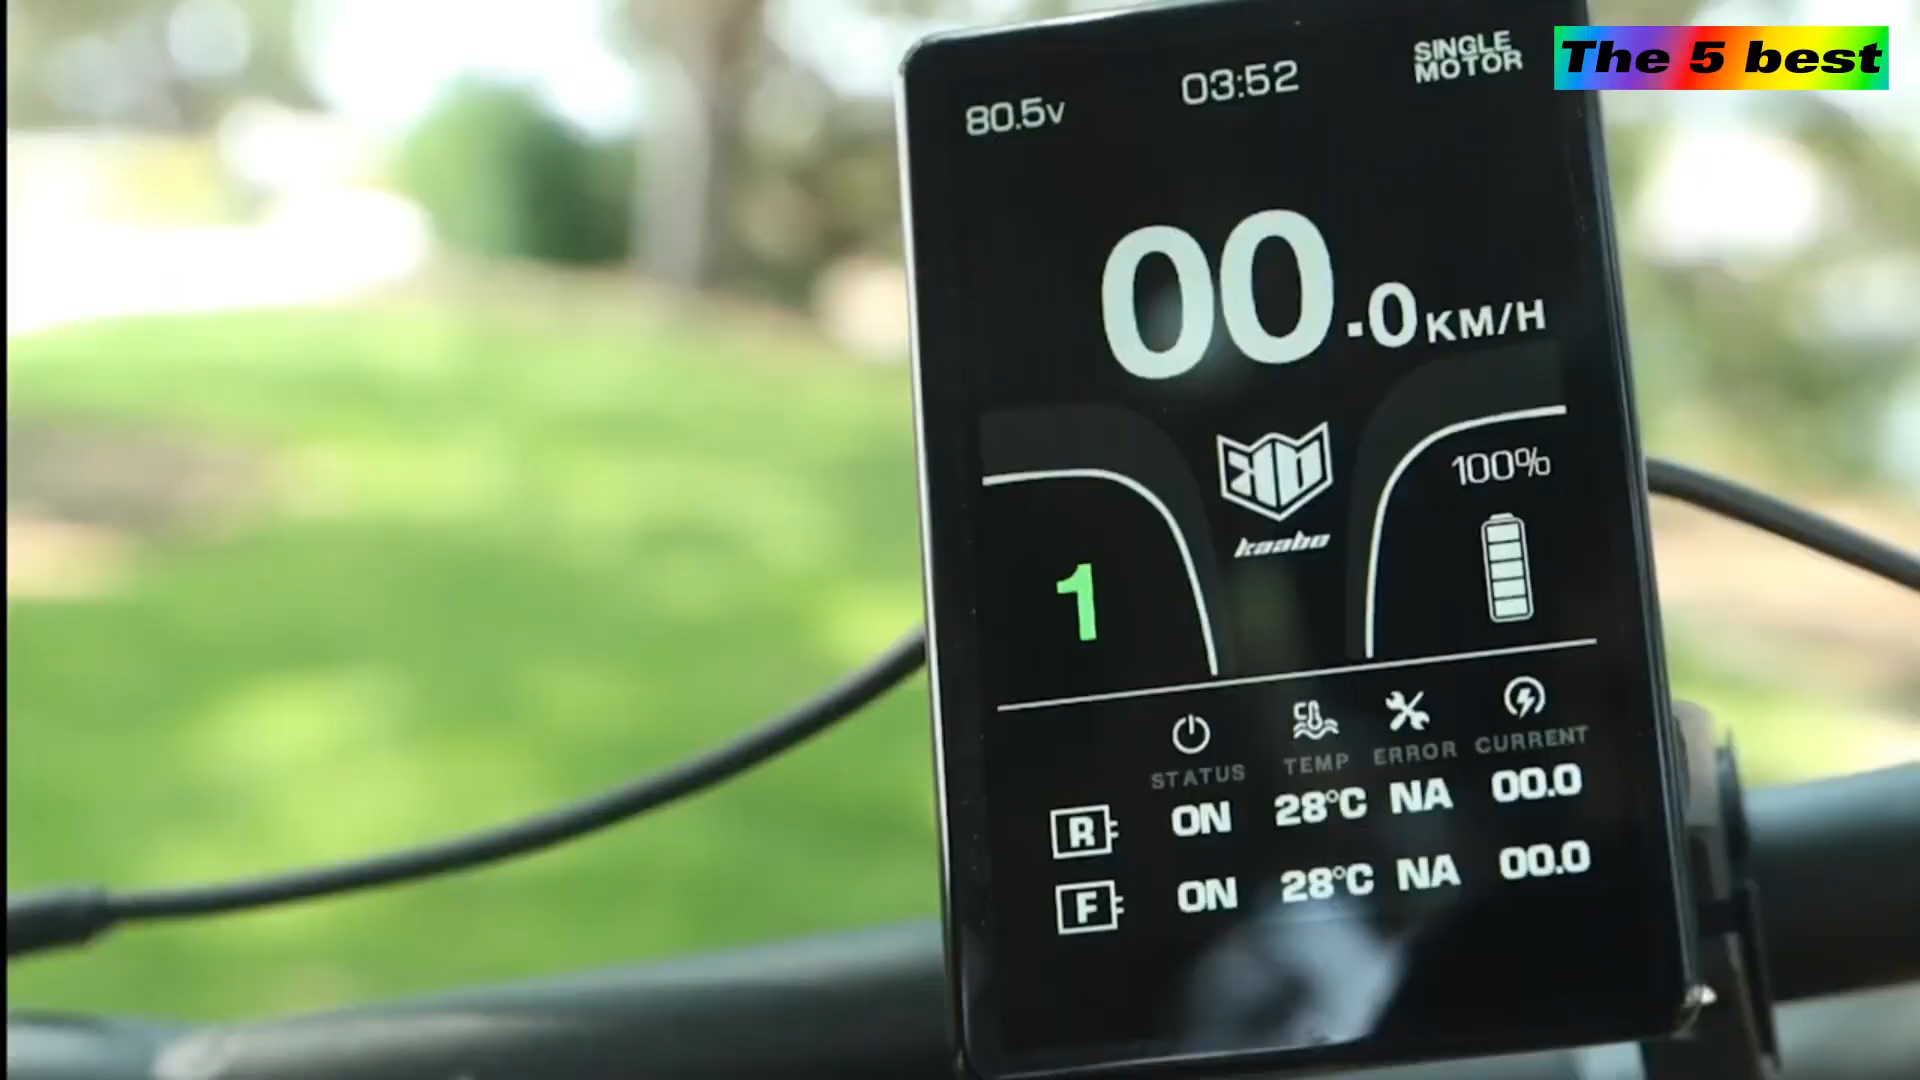 The 5 best
80.5V
03:52
SINGLE
MOTOR
00.0KM/H
kaabo
100%
1
STATUS TEMP ERROR CURRENT
R ON 28°C NA 00.0
F ON 28°C NA 00.0